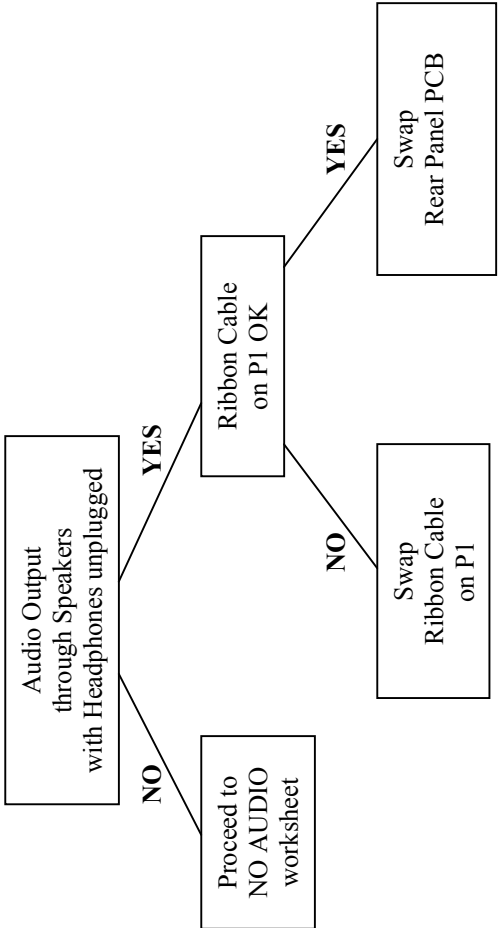 Audio Output
through Speakers
with Headphones unplugged
NO
YES
Proceed to
NO AUDIO
worksheet
Ribbon Cable
on P1 OK
NO
YES
Swap
Ribbon Cable
on P1
Swap
Rear Panel PCB